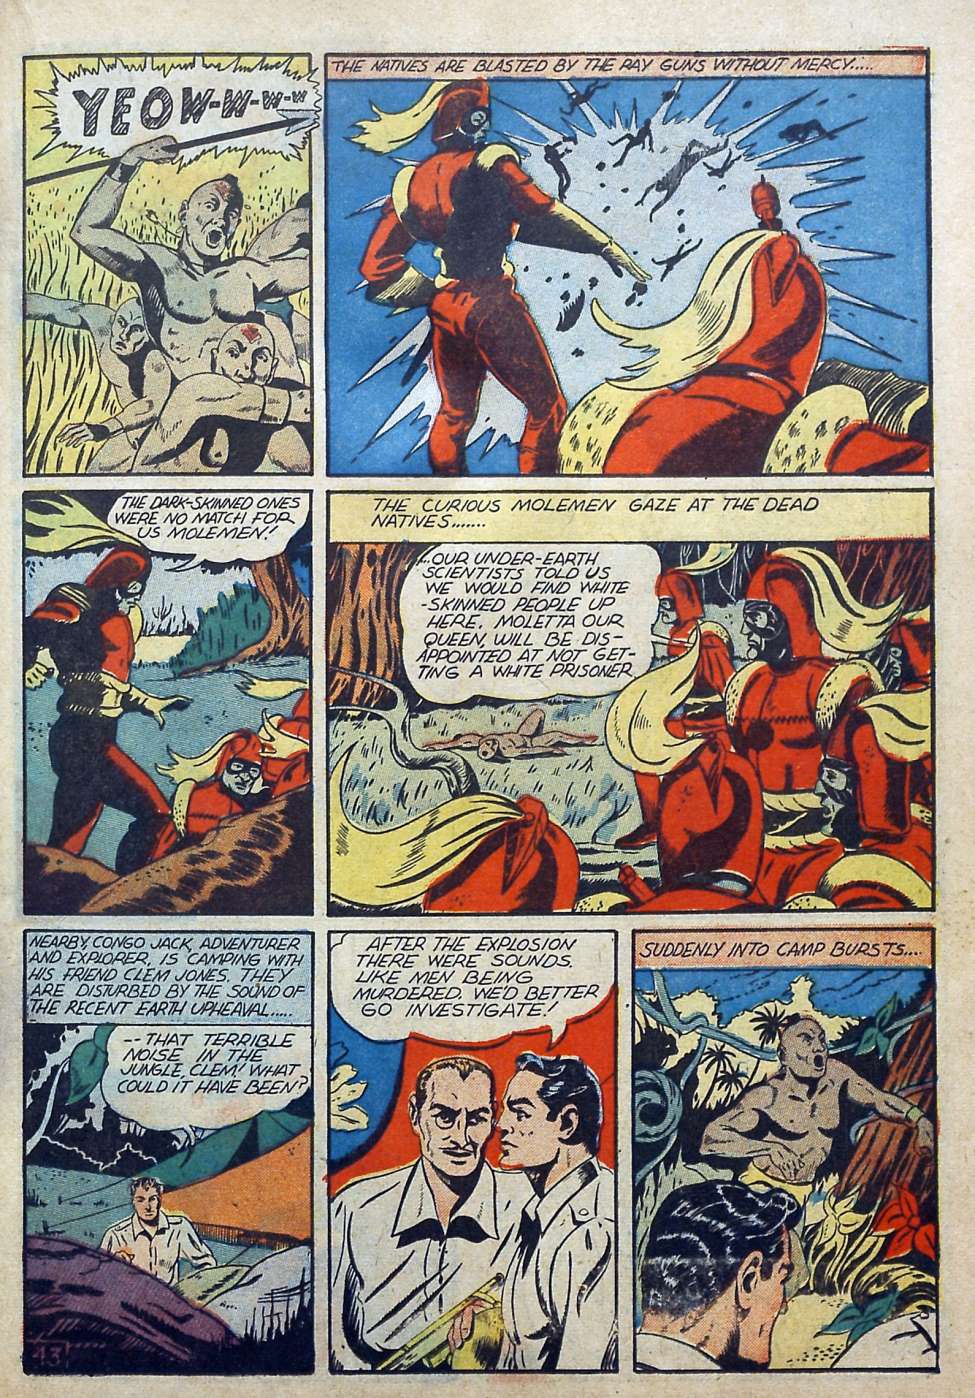 YEOW-W-W-W
THE NATIVES ARE BLASTED BY THE RAY GUNS WITHOUT MERCY.....
THE DARK-SKINNED ONES
WERE NO MATCH FOR
US MOLEMEN!
THE CURIOUS MOLEMEN GAZE AT THE DEAD
NATIVES.......
...OUR UNDER-EARTH
SCIENTISTS TOLD US
WE WOULD FIND WHITE
-SKINNED PEOPLE UP
HERE. MOLETTA OUR
QUEEN, WILL BE DIS-
APPOINTED AT NOT GET-
TING A WHITE PRISONER
NEARBY, CONGO JACK, ADVENTURER
AND EXPLORER, IS CAMPING WITH
HIS FRIEND CLEM JONES. THEY
ARE DISTURBED BY THE SOUND OF
THE RECENT EARTH UPHEAVAL.....
-- THAT TERRIBLE
NOISE IN THE
JUNGLE, CLEM! WHAT
COULD IT HAVE BEEN?
AFTER THE EXPLOSION
THERE WERE SOUNDS.
LIKE MEN BEING
MURDERED. WE'D BETTER
GO INVESTIGATE!
SUDDENLY INTO CAMP BURSTS....
43